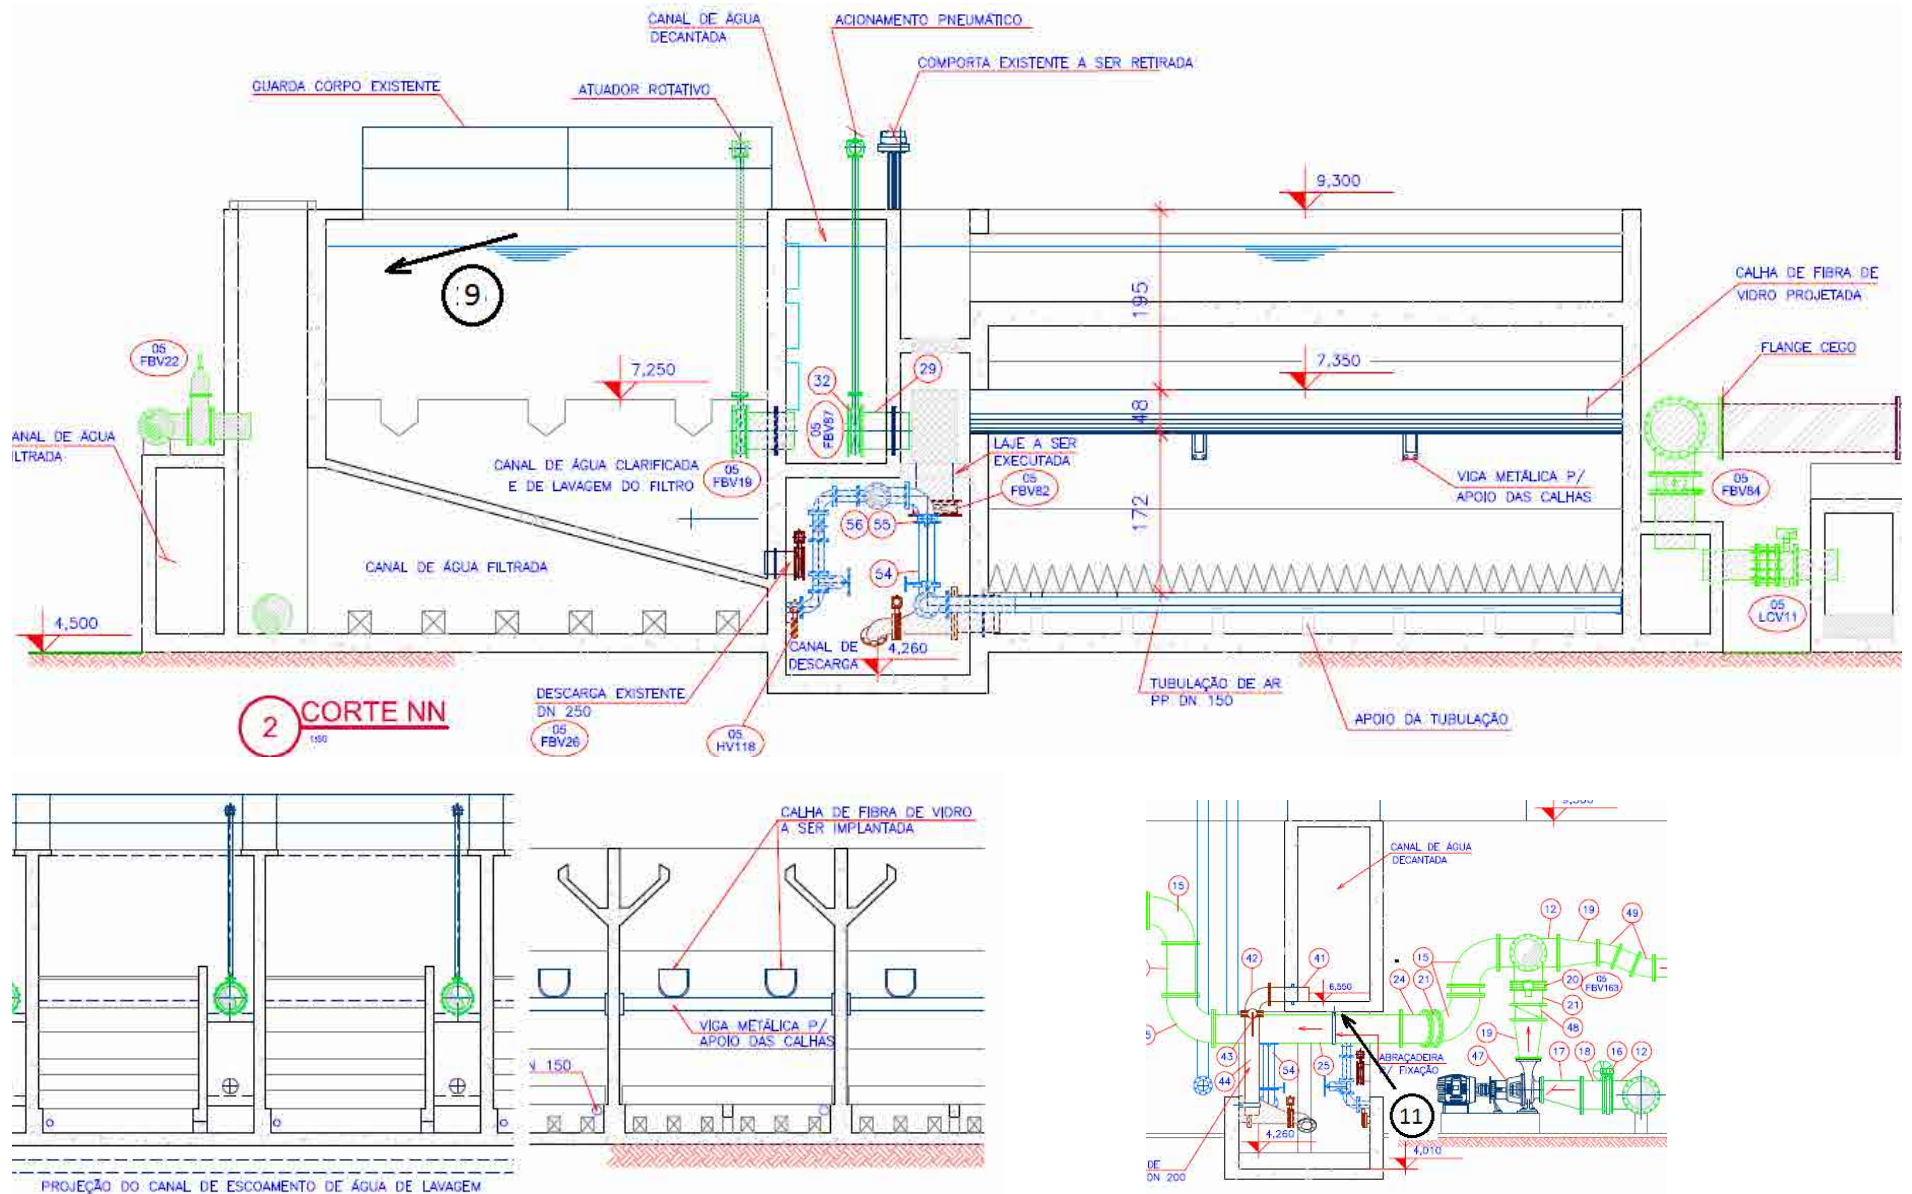 CANAL DE ÁGUA
DECANTADA
ACIONAMENTO PNEUMÁTICO
COMPORTA EXISTENTE A SER RETIRADA
GUARDA CORPO EXISTENTE
ATUADOR ROTATIVO
9,300
9
195
CALHA DE FIBRA DE
VIDRO PROJETADA
05
FBV22
7,250
32
29
7,350
FLANGE CEGO
48
05
FBV87
ANAL DE ÁGUA
ILTRADA
CANAL DE ÁGUA CLARIFICADA
E DE LAVAGEM DO FILTRO
05
FBV19
LAJE A SER
EXECUTADA
05
FBV82
VIGA METÁLICA P/
APOIO DAS CALHAS
05
FBV84
172
56
55
CANAL DE ÁGUA FILTRADA
54
05
LCV11
4,500
CANAL DE
DESCARGA
4,260
DESCARGA EXISTENTE
DN 250
05
FBV26
05
HV118
TUBULAÇÃO DE AR
PP DN 150
APOIO DA TUBULAÇÃO
2
CORTE NN
1:50
CALHA DE FIBRA DE VIDRO
A SER IMPLANTADA
VIGA METÁLICA P/
APOIO DAS CALHAS
N 150
PROJEÇÃO DO CANAL DE ESCOAMENTO DE ÁGUA DE LAVAGEM
CANAL DE ÁGUA
DECANTADA
15
12
19
49
42
41
15
24
21
20
05
FBV163
6,550
21
48
19
43
44
54
25
ABRAÇADEIRA
P/ FIXAÇÃO
47
17
18
16
12
11
4,260
4,010
DE
DN 200